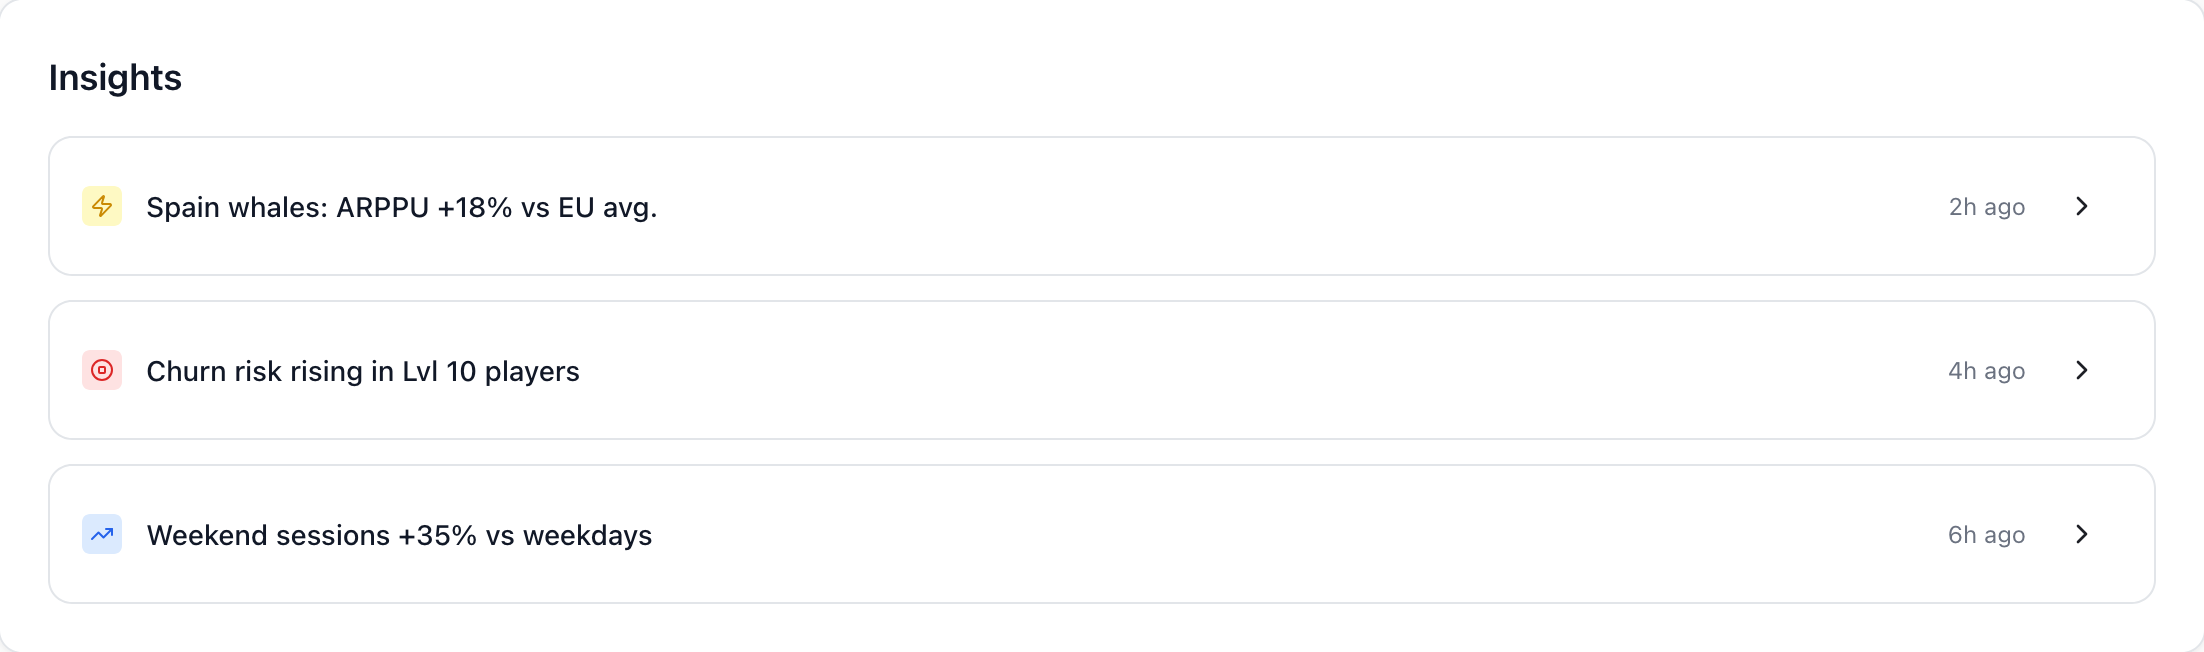 Insights
Spain whales: ARPPU +18% vs EU avg.
2h ago
Churn risk rising in Lvl 10 players
4h ago
Weekend sessions +35% vs weekdays
6h ago